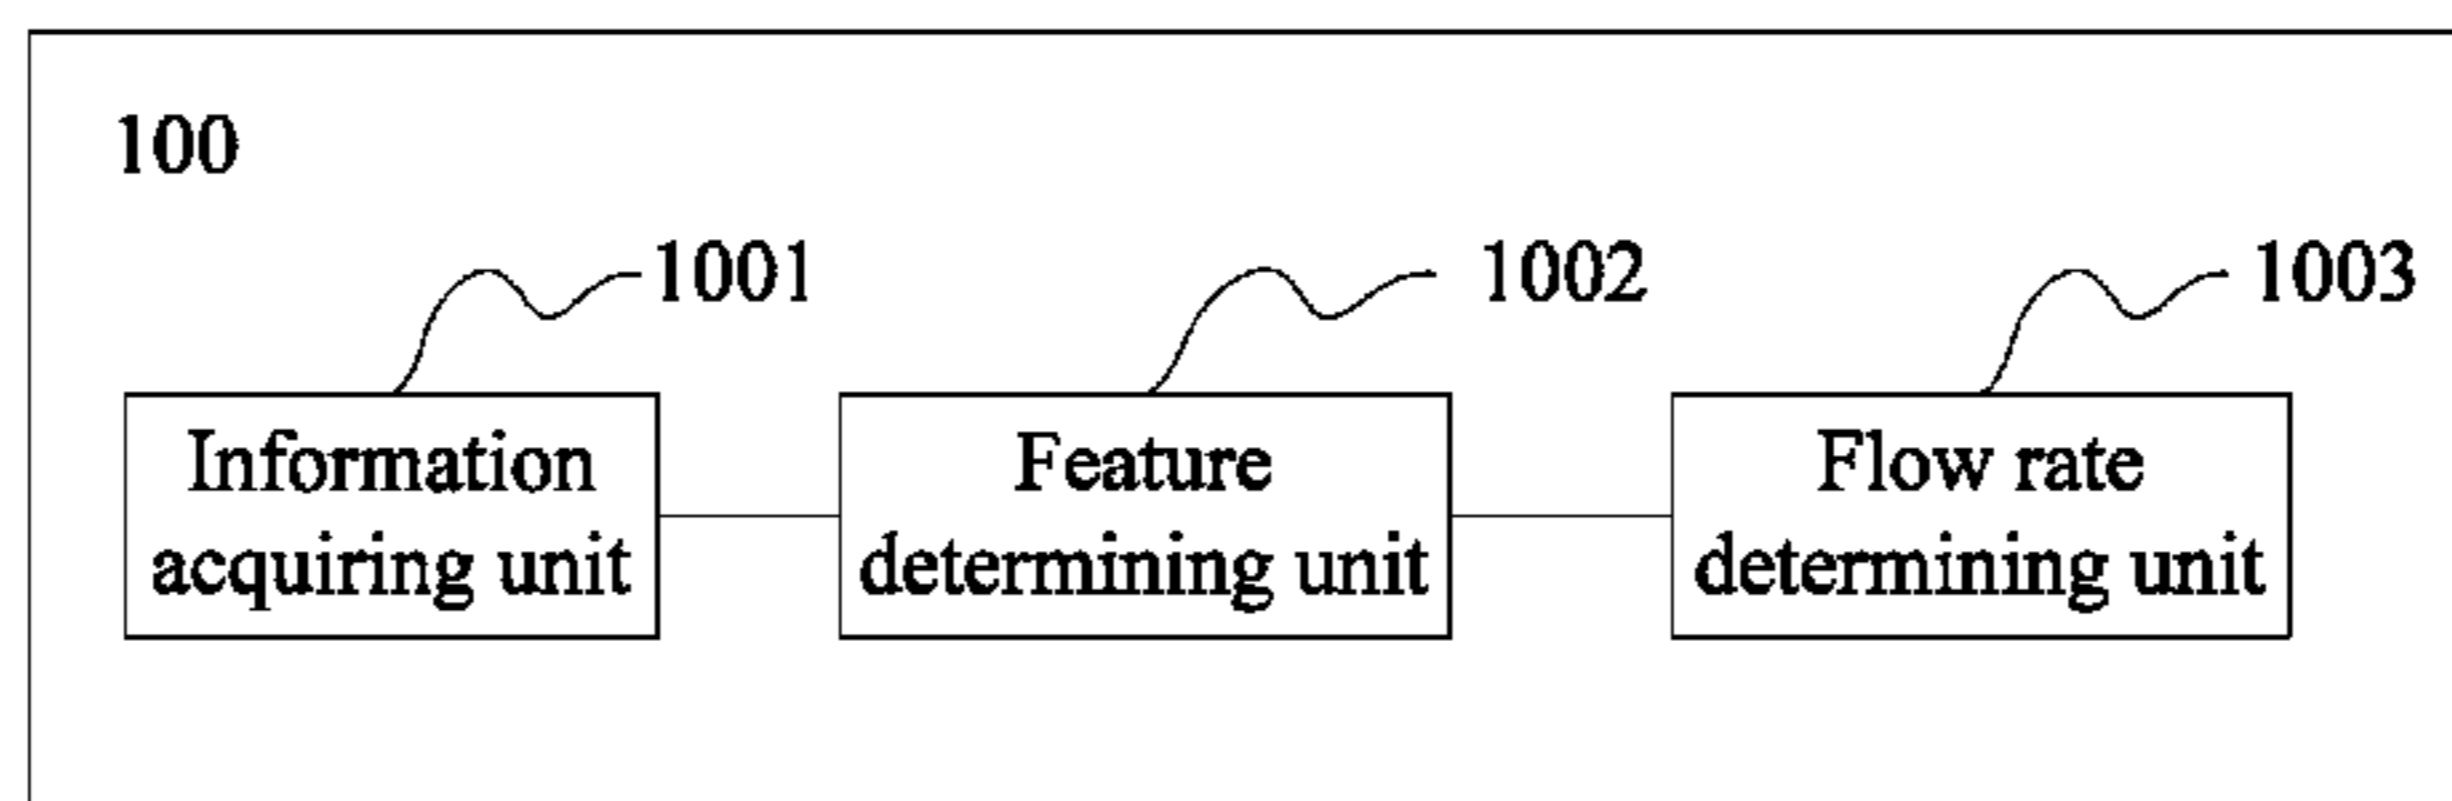 100
1001
1002
1003
Information
acquiring unit
Feature
determining unit
Flow rate
determining unit